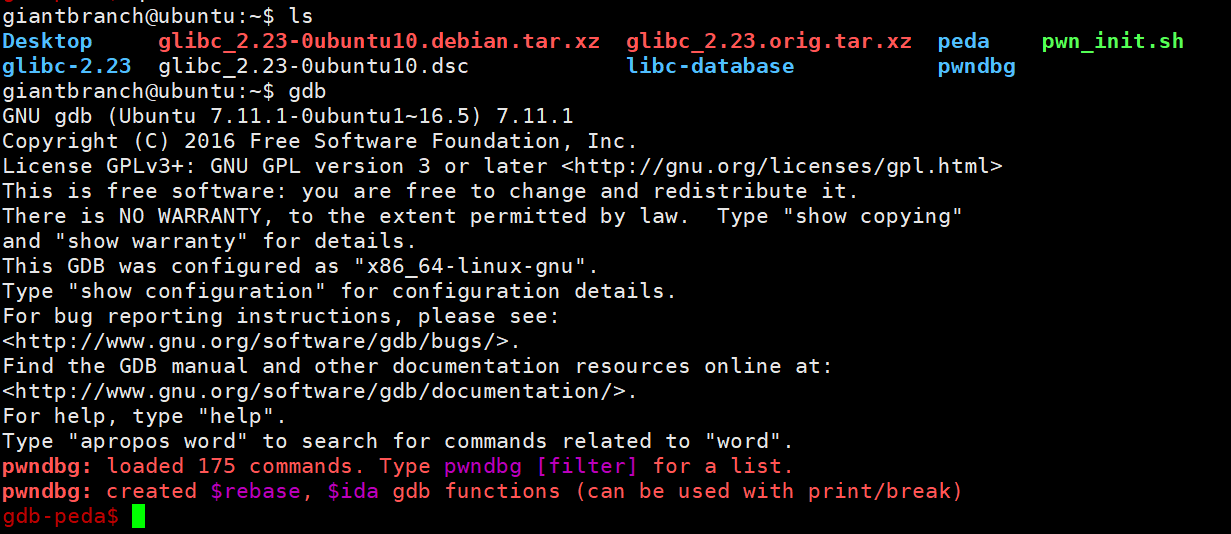 giantbranch@ubuntu:~$ ls
Desktop glibc_2.23-0ubuntu10.debian.tar.xz glibc_2.23.orig.tar.xz peda pwn_init.sh
glibc-2.23 glibc_2.23-0ubuntu10.dsc libc-database pwndbg
giantbranch@ubuntu:~$ gdb
GNU gdb (Ubuntu 7.11.1-0ubuntu1~16.5) 7.11.1
Copyright (C) 2016 Free Software Foundation, Inc.
License GPLv3+: GNU GPL version 3 or later <http://gnu.org/licenses/gpl.html>
This is free software: you are free to change and redistribute it.
There is NO WARRANTY, to the extent permitted by law.  Type "show copying"
and "show warranty" for details.
This GDB was configured as "x86_64-linux-gnu".
Type "show configuration" for configuration details.
For bug reporting instructions, please see:
<http://www.gnu.org/software/gdb/bugs/>.
Find the GDB manual and other documentation resources online at:
<http://www.gnu.org/software/gdb/documentation/>.
For help, type "help".
Type "apropos word" to search for commands related to "word".
pwndbg: loaded 175 commands. Type pwndbg [filter] for a list.
pwndbg: created $rebase, $ida gdb functions (can be used with print/break)
gdb-peda$